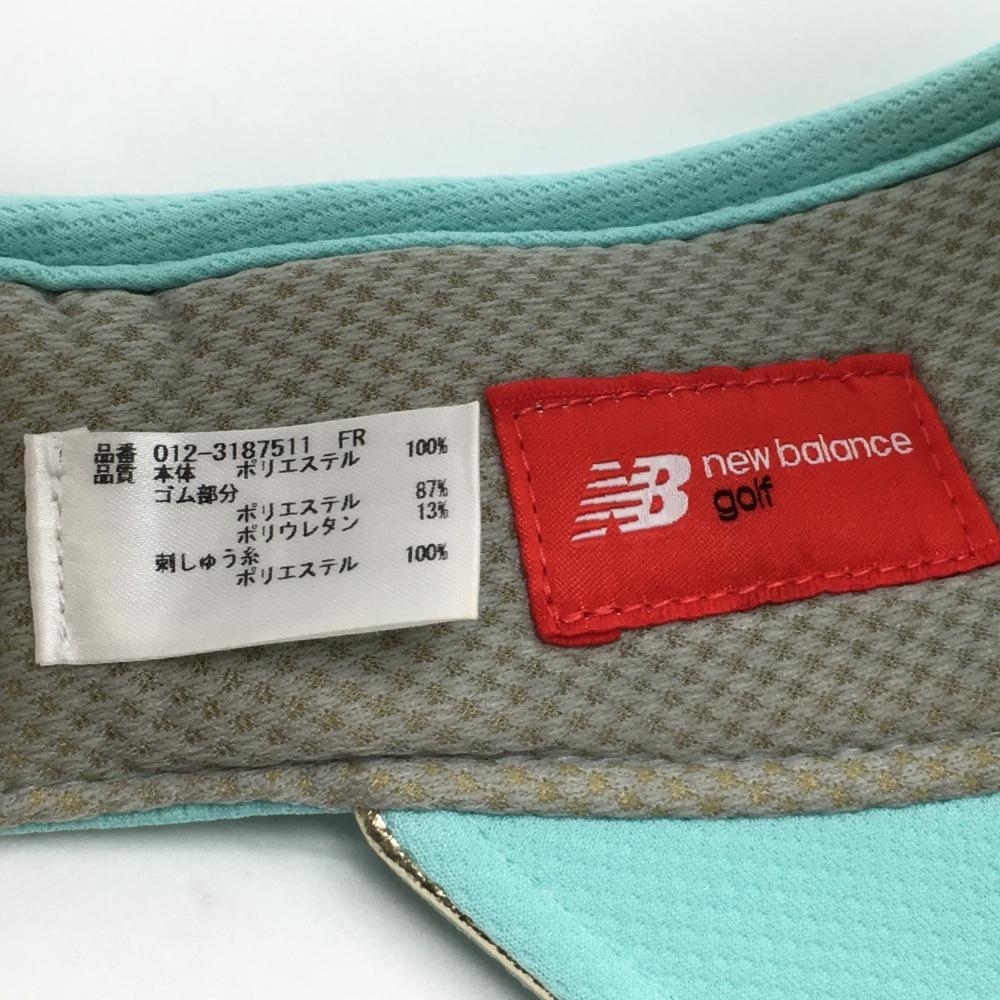 品番 012-3187511 FR
品質 本体 ポリエステル 100%
ゴム部分
ポリエステル 87%
ポリウレタン 13%
刺しゅう糸
ポリエステル 100%
NB new balance
golf